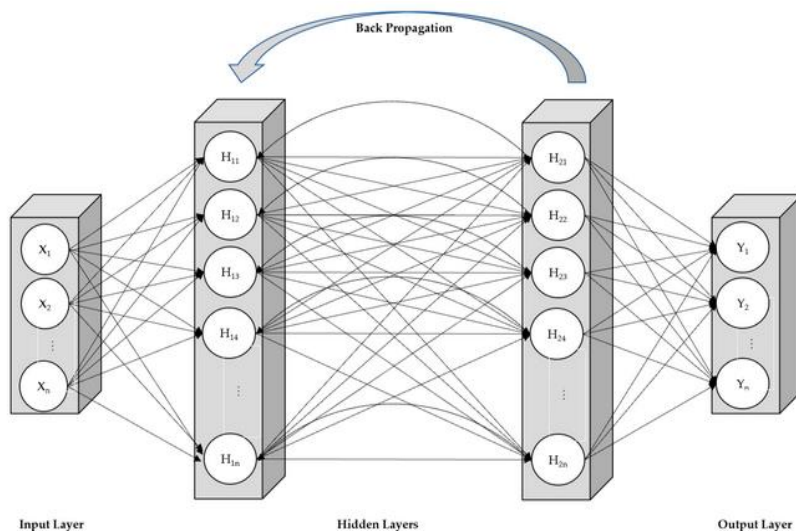 Back Propagation
X₁
X₂
⋮
Xₙ
H₁₁
H₁₂
H₁₃
H₁₄
⋮
H₁ₙ
H₂₁
H₂₂
H₂₃
H₂₄
⋮
H₂ₙ
Y₁
Y₂
⋮
Yₙ
Input Layer
Hidden Layers
Output Layer